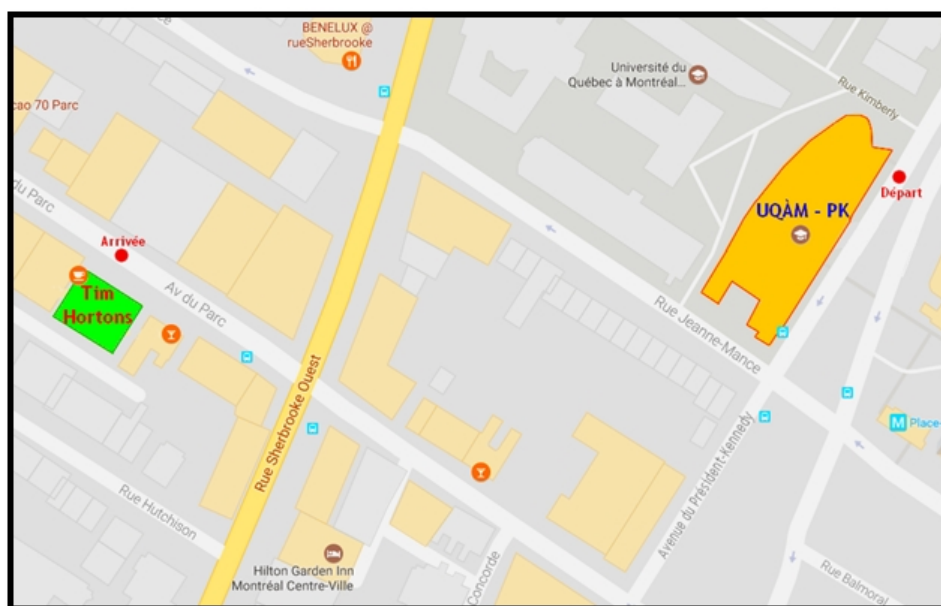 BENELUX @
rueSherbrooke
Université du
Québec à Montréal...
Rue Kimberly
cao 70 Parc
Départ
UQÀM - PK
du Parc
Arrivée
Tim
Hortons
Av du Parc
Rue Jeanne-Mance
Rue Sherbrooke Ouest
Avenue du Président-Kennedy
M Place-
Rue Hutchison
Hilton Garden Inn
Montréal Centre-Ville
Concorde
Rue Balmoral